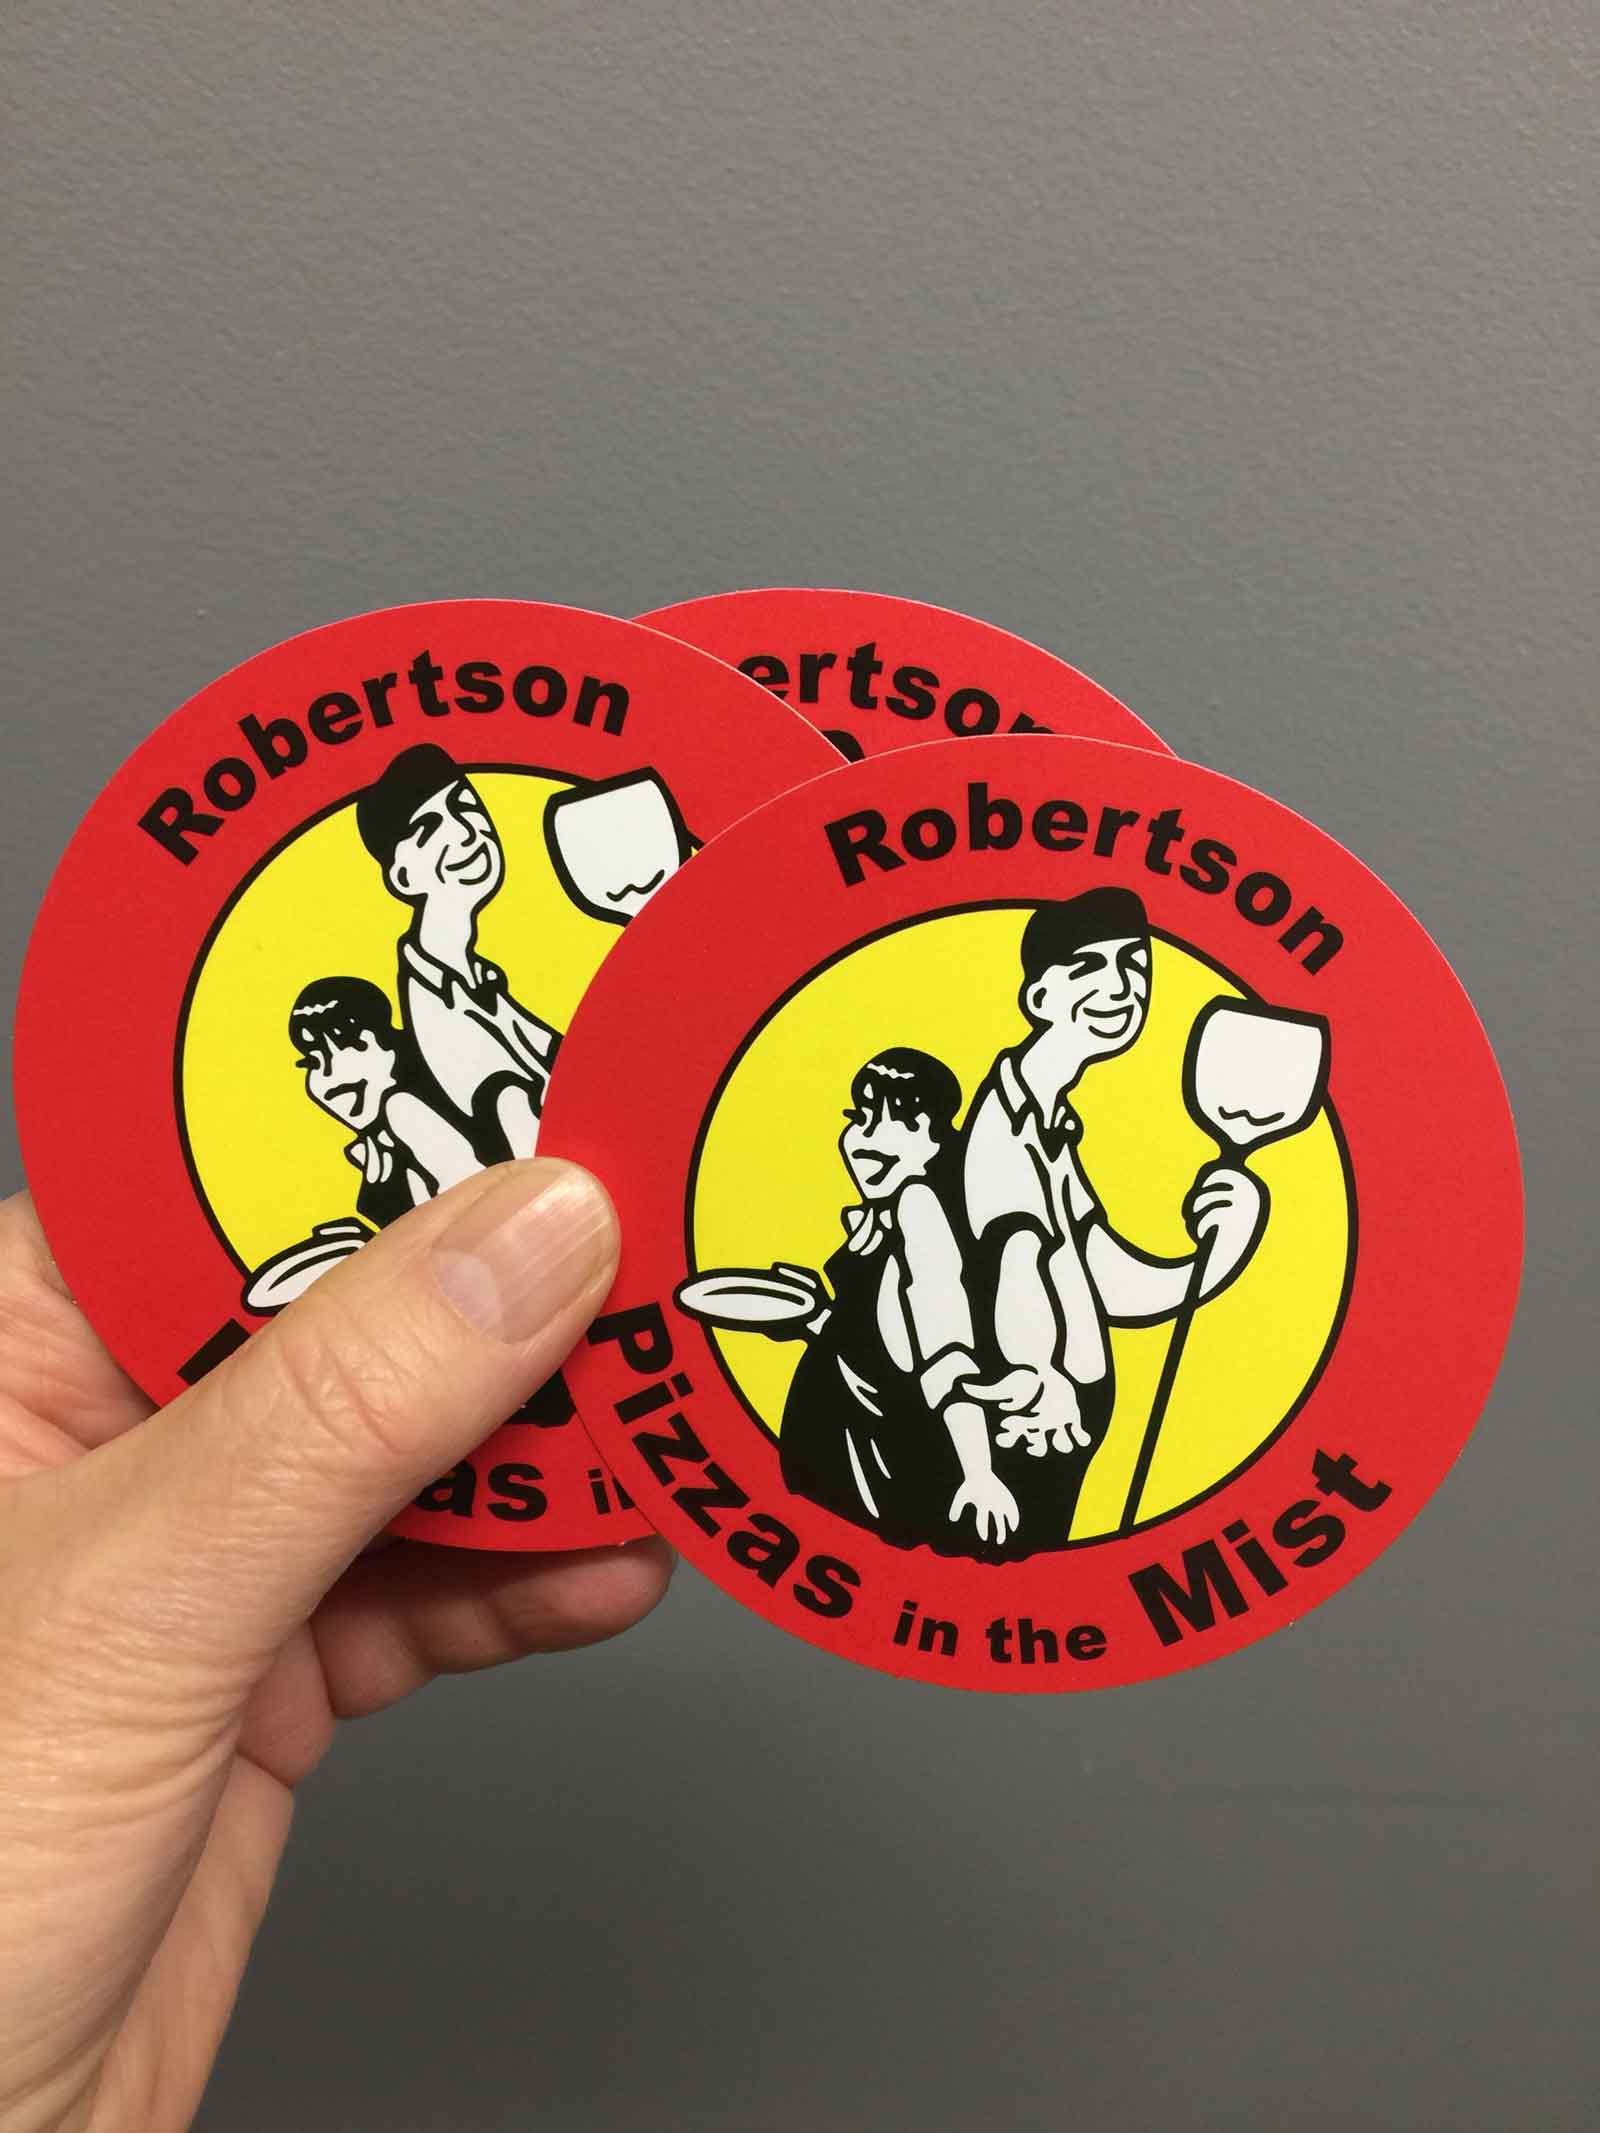 Robertson
ertson
Robertson
Pizzas in the Mist
as